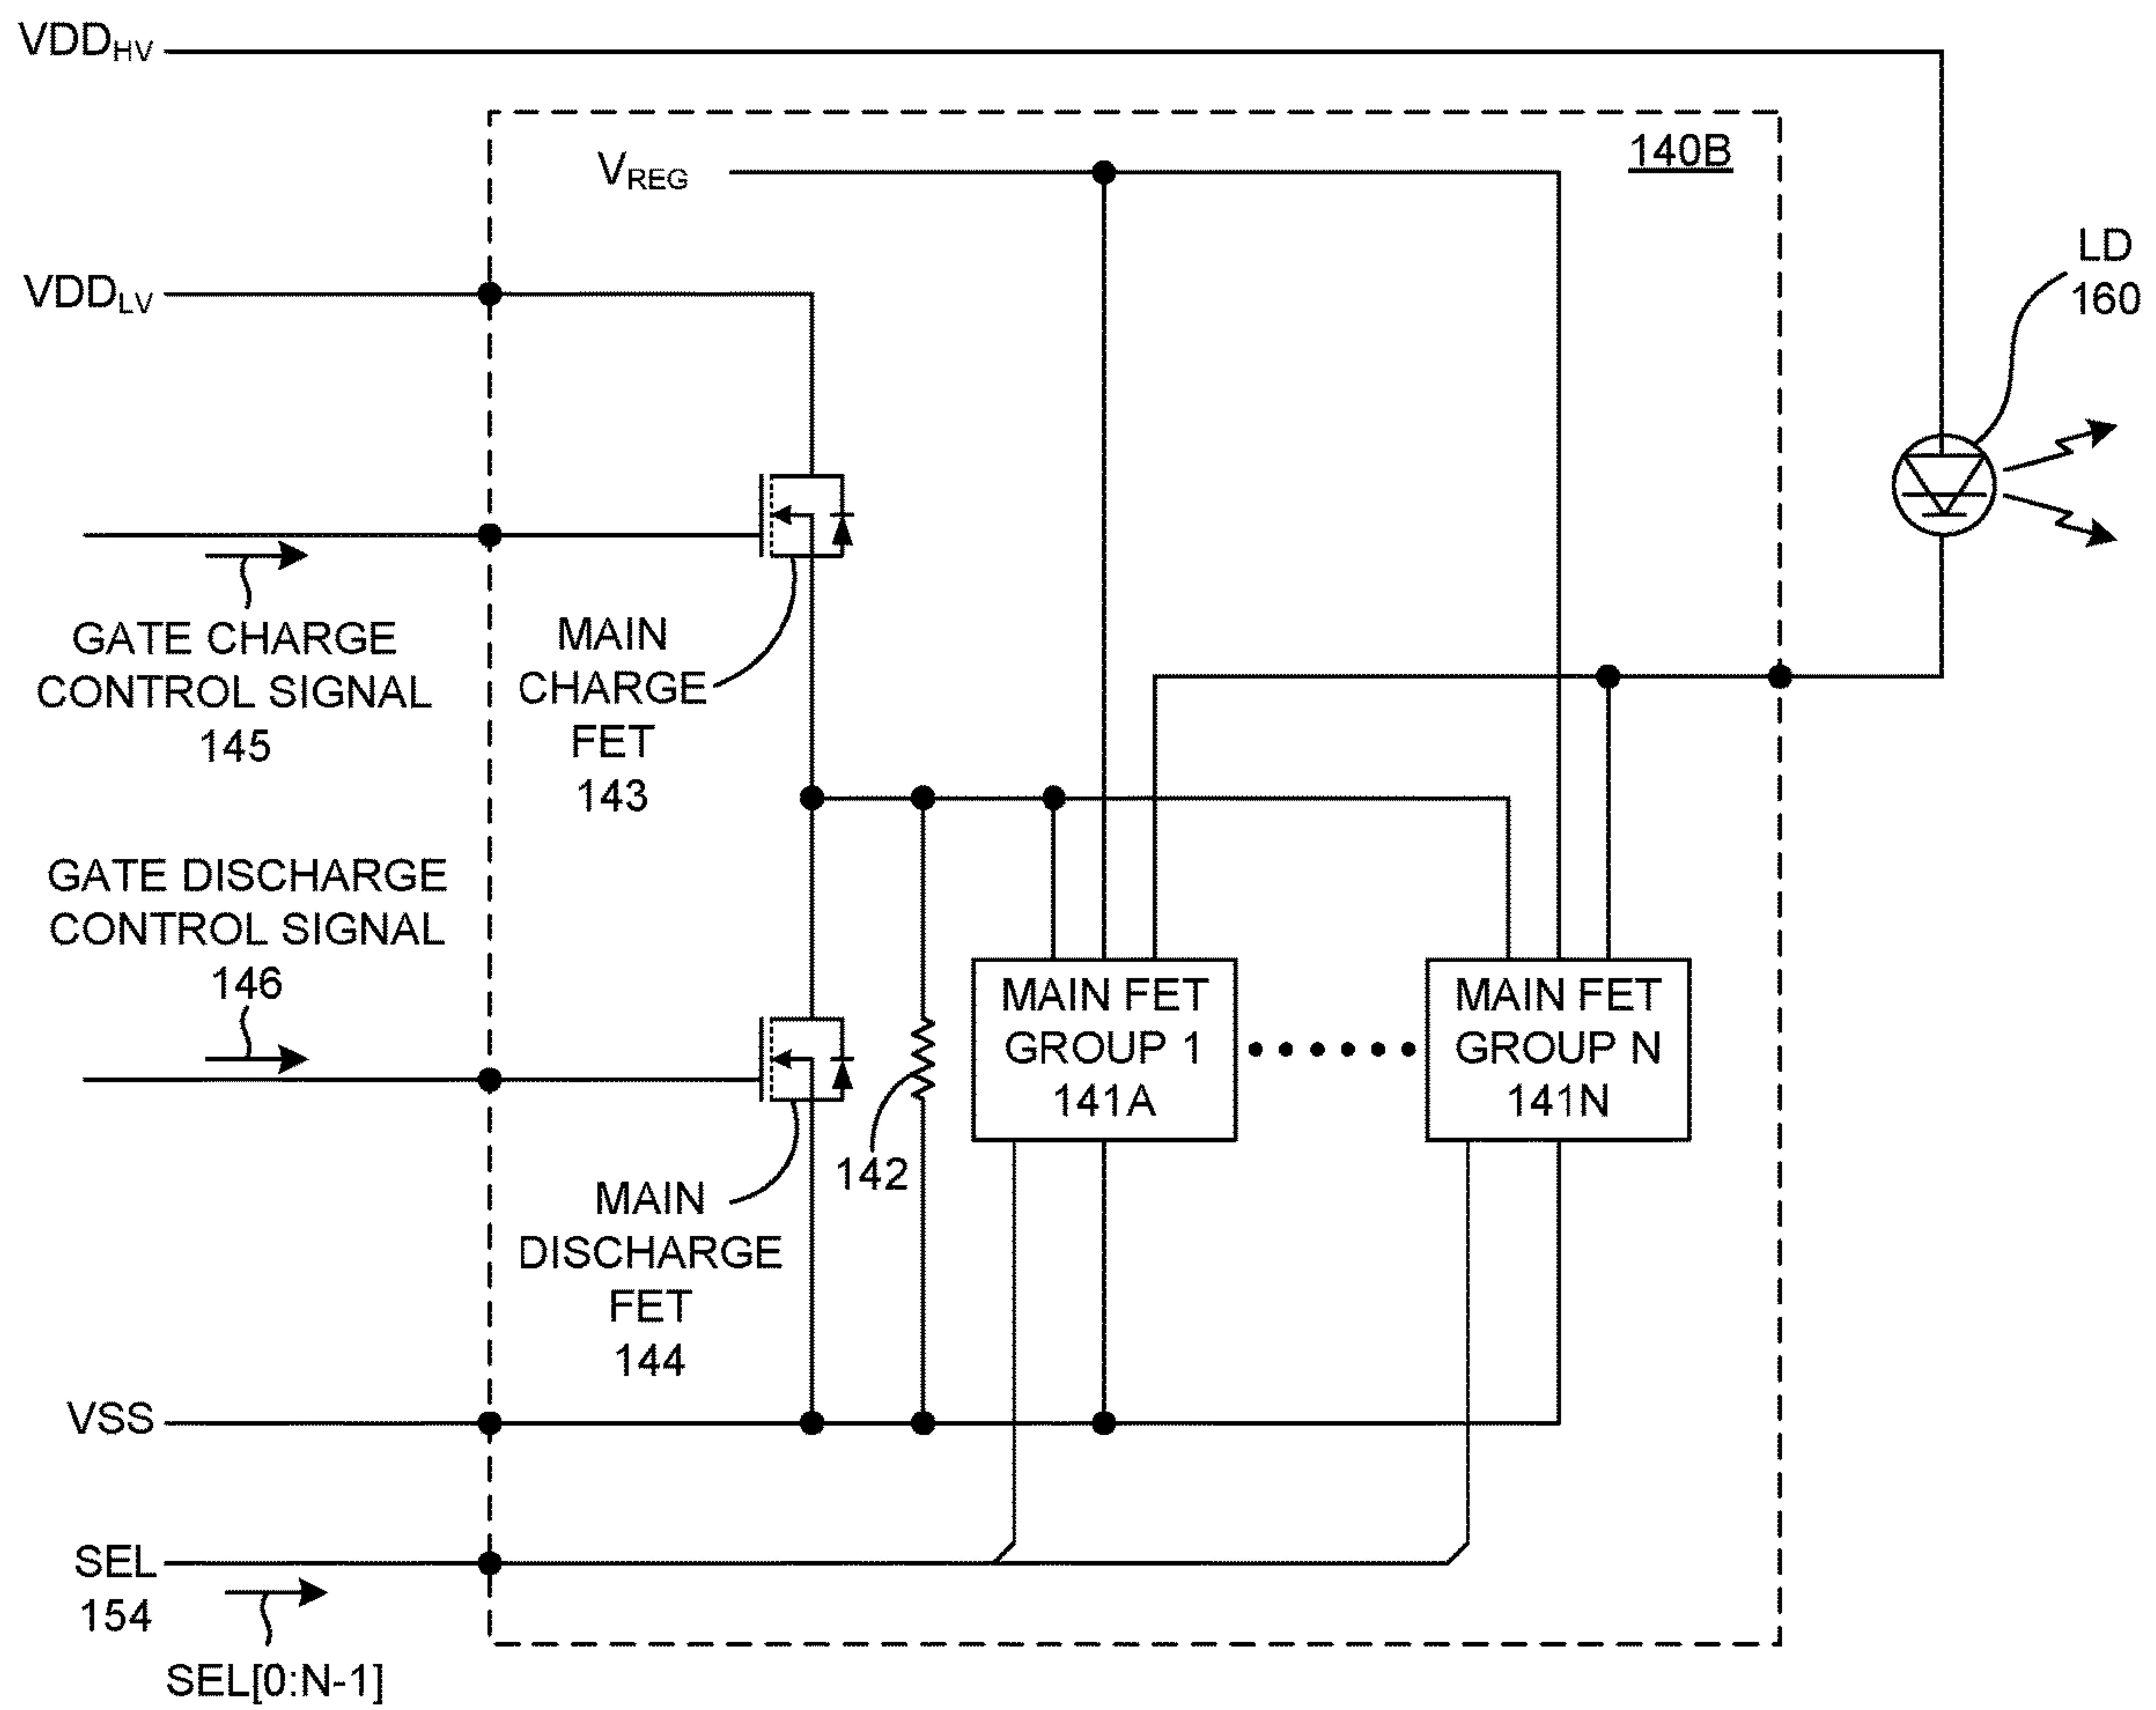 VDDHV
140B
VREG
LD
160
VDDLV
GATE CHARGE
CONTROL SIGNAL
145
MAIN
CHARGE
FET
143
GATE DISCHARGE
CONTROL SIGNAL
146
MAIN FET
GROUP 1
141A
MAIN FET
GROUP N
141N
142
MAIN
DISCHARGE
FET
144
VSS
SEL
154
SEL[0:N-1]